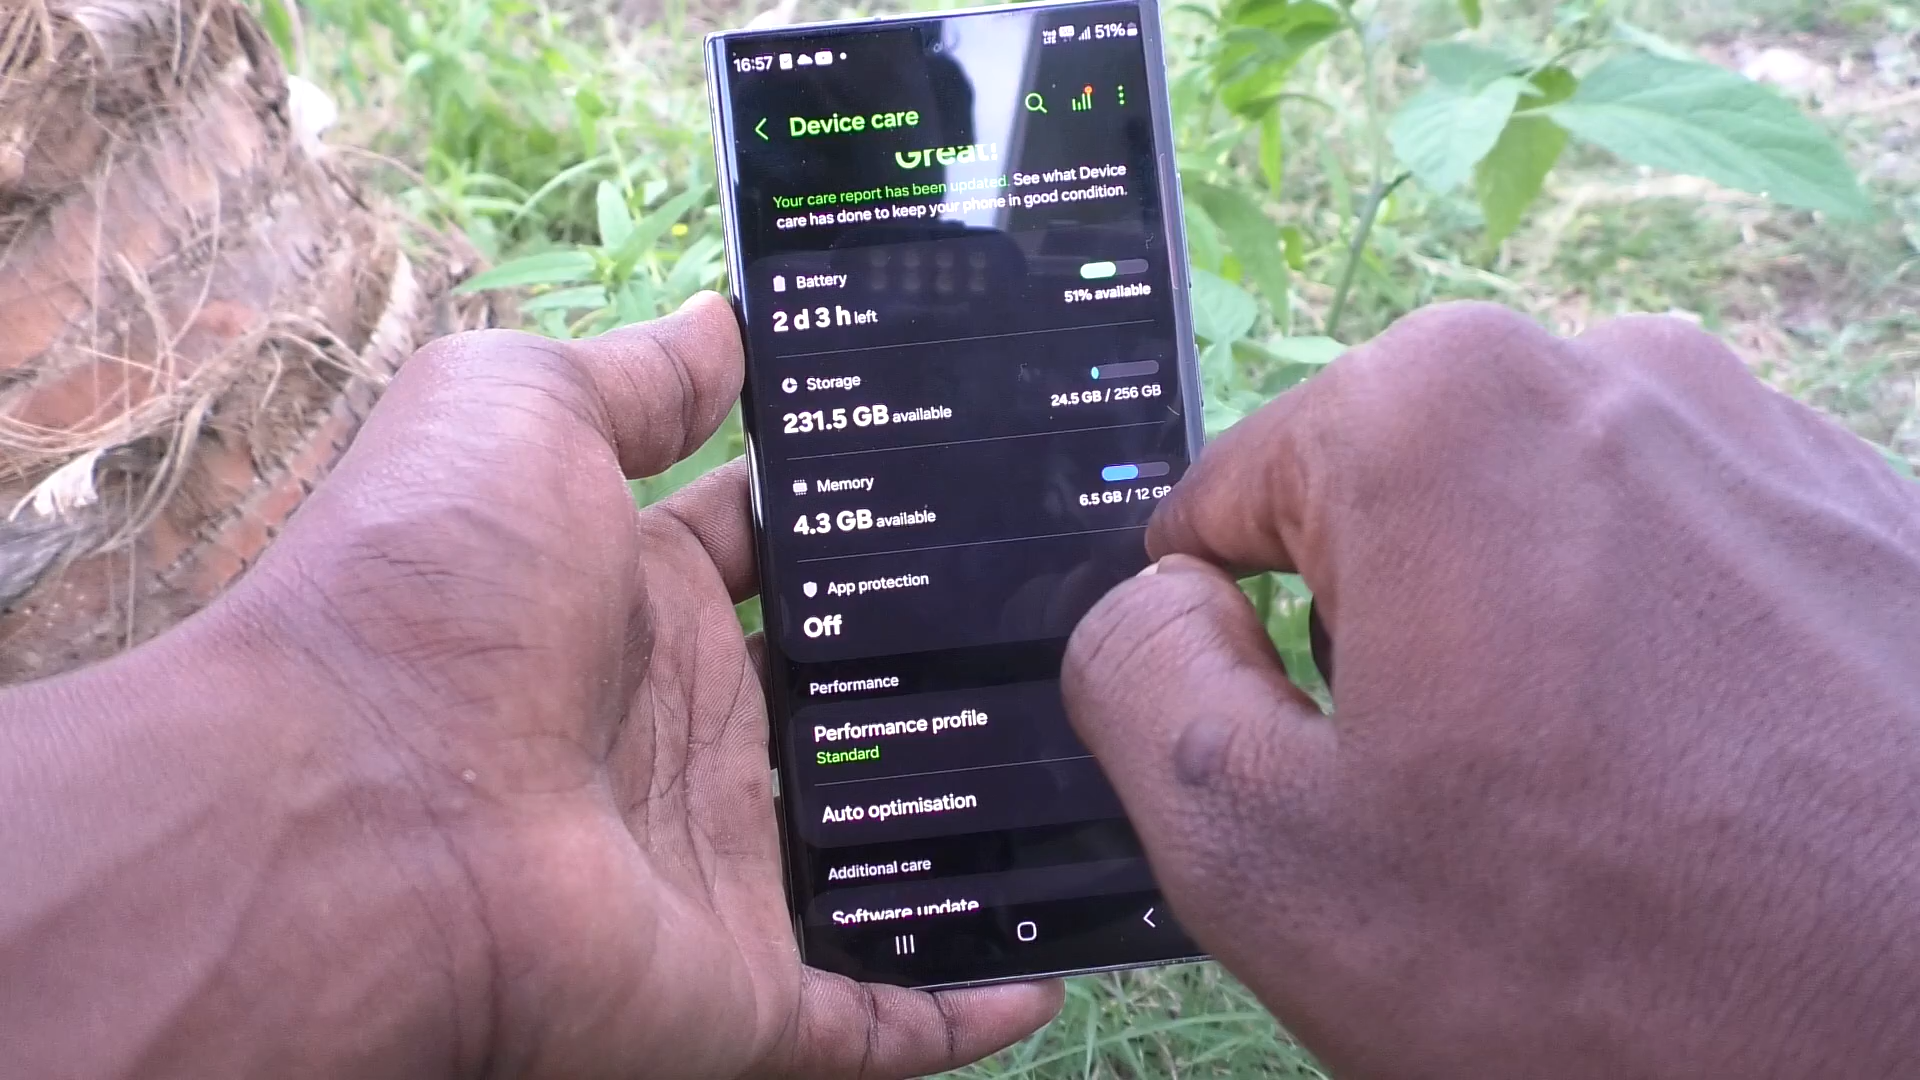 16:57 51%
Device care
Great!
Your care report has been updated. See what Device
care has done to keep your phone in good condition.
Battery
2 d 3 h left
51% available
Storage
231.5 GB available
24.5 GB / 256 GB
Memory
4.3 GB available
6.5 GB / 12 GB
App protection
Off
Performance
Performance profile
Standard
Auto optimisation
Additional care
Software update